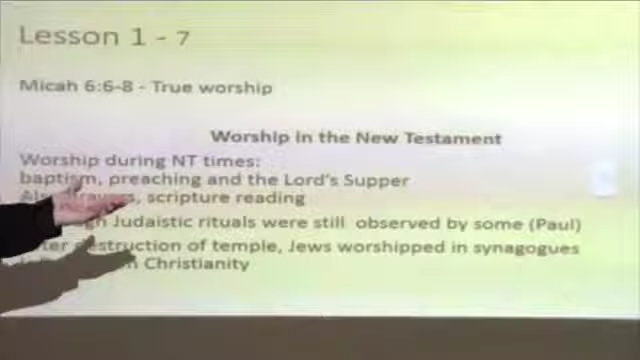 Lesson 1 - 7
Micah 6:6-8 - True worship
Worship in the New Testament
Worship during NT times:
baptism, preaching and the Lord's Supper
Also prayers, scripture reading
Judaistic rituals were still observed by some (Paul)
destruction of temple, Jews worshipped in synagogues
Christianity